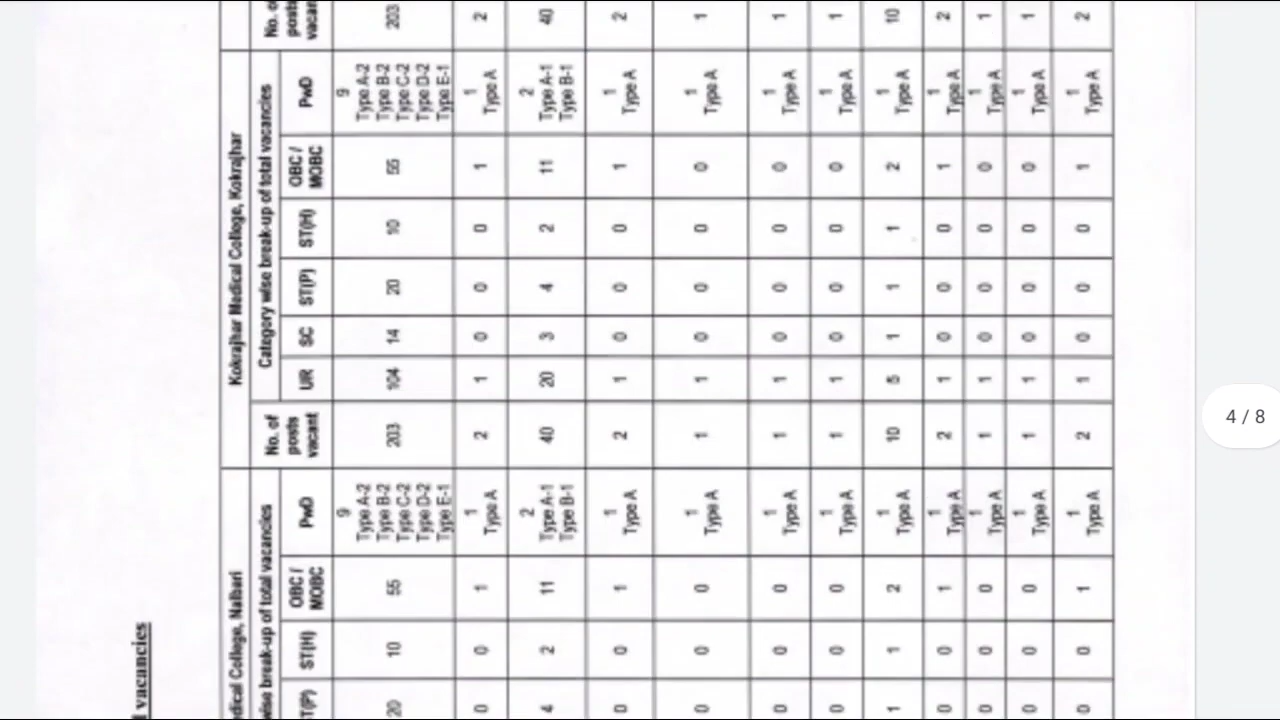 l vacancies
dical College, Nalbari Kokrajhar Medical College, Kokrajhar
wise break-up of total vacancies No. of posts vacant Category wise break-up of total vacancies No. o posts vacan
T(P) ST(H) OBC / MOBC PwD UR SC ST(P) ST(H) OBC / MOBC PwD
20 10 55 9 Type A-2 Type B-2 Type C-2 Type D-2 Type E-1 203 104 14 20 10 55 9 Type A-2 Type B-2 Type C-2 Type D-2 Type E-1 203
0 0 1 1 Type A 2 1 0 0 0 1 1 Type A 2
4 2 11 2 Type A-1 Type B-1 40 20 3 4 2 11 2 Type A-1 Type B-1 40
0 0 1 1 Type A 2 1 0 0 0 1 1 Type A 2
0 0 0 1 Type A 1 1 0 0 0 0 1 Type A 1
0 0 0 1 Type A 1 1 0 0 0 0 1 Type A 1
0 0 0 1 Type A 1 1 0 0 0 0 1 Type A 1
1 1 2 1 Type A 10 5 1 1 1 2 1 Type A 10
0 0 1 1 Type A 2 1 0 0 0 1 1 Type A 2
0 0 0 1 Type A 1 1 0 0 0 0 1 Type A 1
0 0 0 1 Type A 1 1 0 0 0 0 1 Type A 1
0 0 1 1 Type A 2 1 0 0 0 1 1 Type A 2
4 / 8